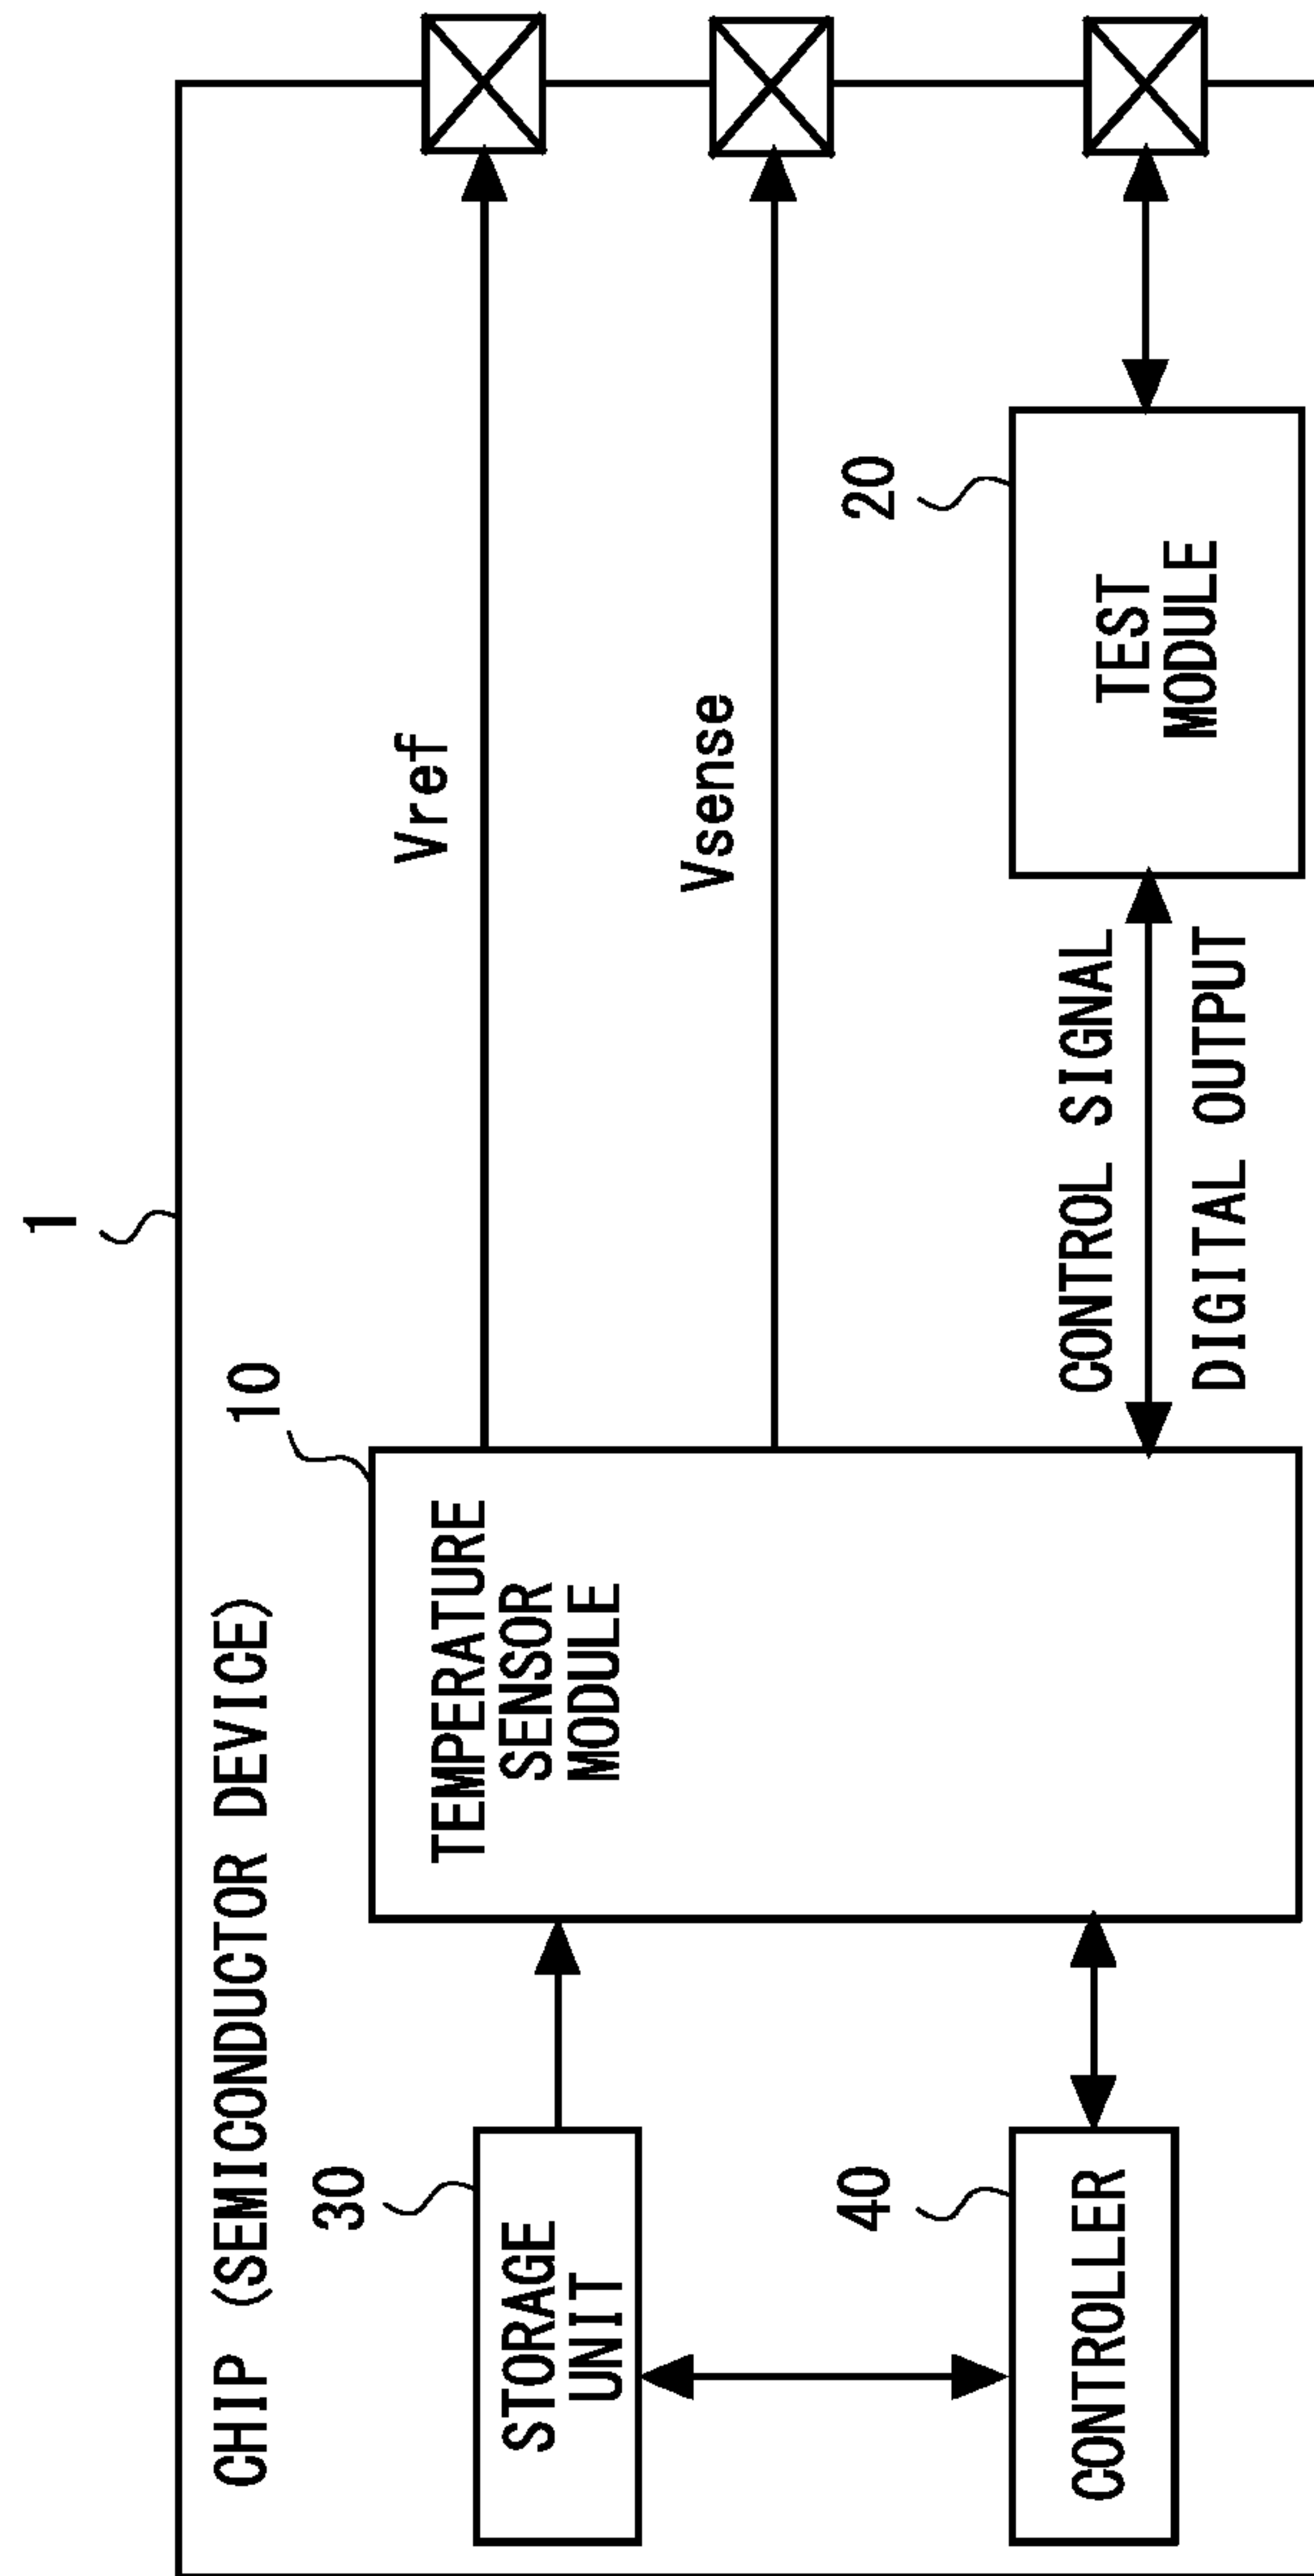 1
CHIP (SEMICONDUCTOR DEVICE)
10
30
STORAGE
UNIT
TEMPERATURE
SENSOR
MODULE
Vref
Vsense
40
CONTROLLER
CONTROL SIGNAL
DIGITAL OUTPUT
20
TEST
MODULE